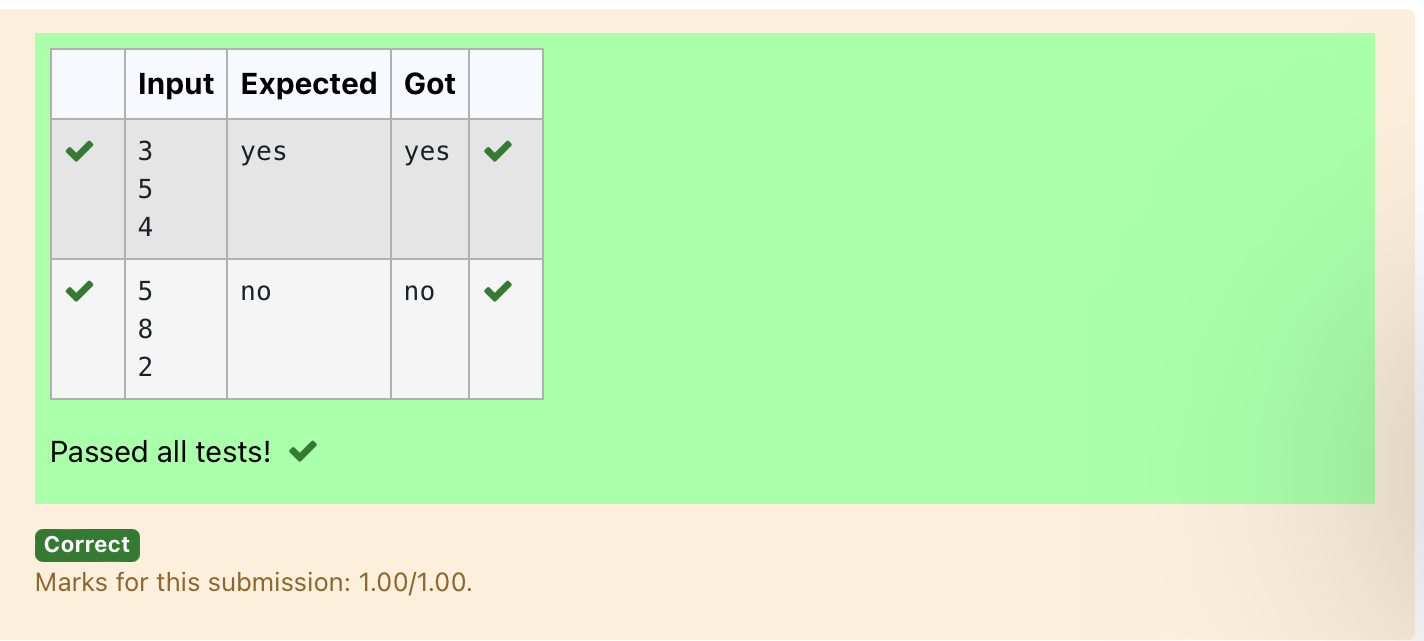 Input Expected Got
3 yes yes
5
4
5 no no
8
2
Passed all tests!
Correct
Marks for this submission: 1.00/1.00.